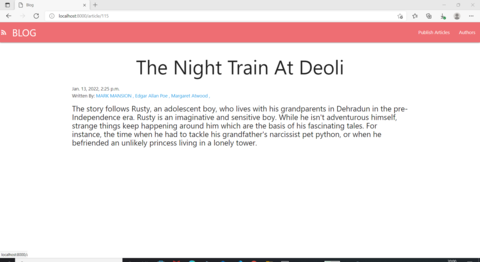 Blog
localhost:8000/article/11
BLOG
Publish Articles
Authors
The Night Train At Deoli
Jan. 13, 2022, 2:25 p.m.
Written By: MARK MANSON , Edgar Allan Poe , Margaret Atwood ,
The story follows Rusty, an adolescent boy, who lives with his grandparents in Dehradun in the pre-
Independence era. Rusty is an imaginative and sensitive boy. While he isn't adventurous himself,
strange things keep happening around him which are the basis of his fascinating tales. For
instance, the time when he had to tackle his grandfather's narcissist pet python, or when he
befriended an unlikely princess living in a lonely tower.